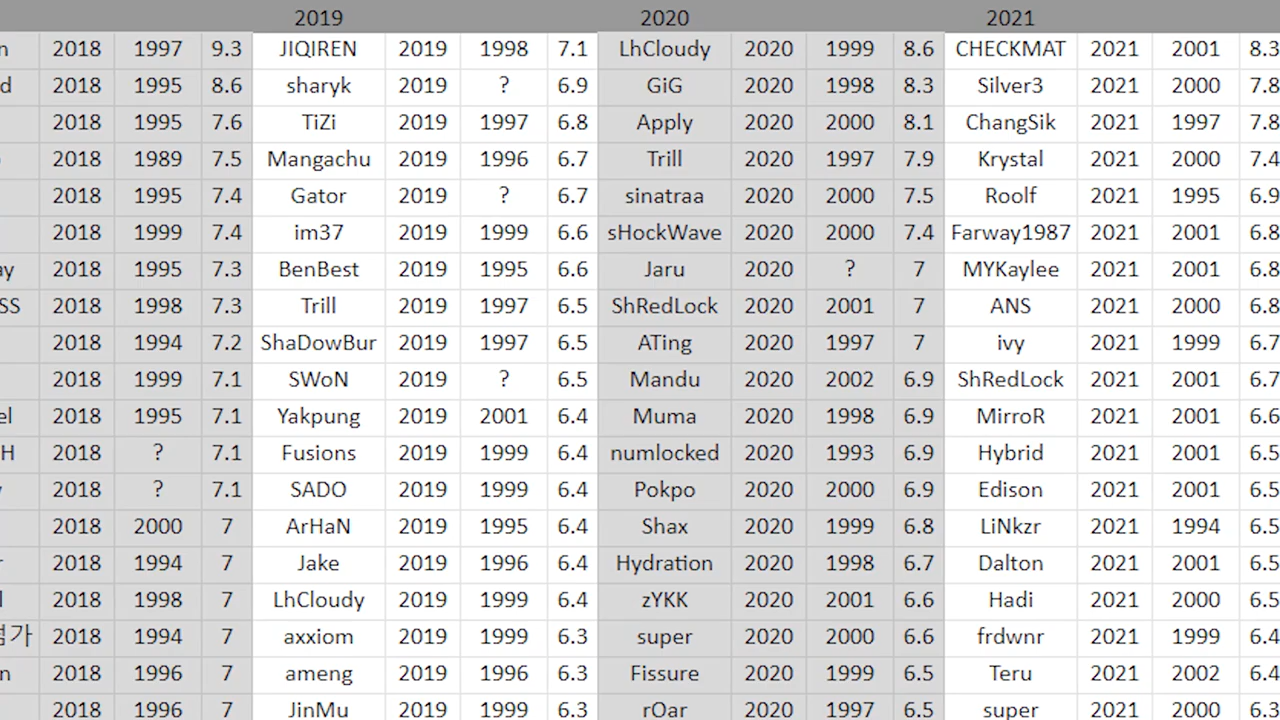 2019 2020 2021
n 2018 1997 9.3 JIQIREN 2019 1998 7.1 LhCloudy 2020 1999 8.6 CHECKMAT 2021 2001 8.3
d 2018 1995 8.6 sharyk 2019 ? 6.9 GiG 2020 1998 8.3 Silver3 2021 2000 7.8
2018 1995 7.6 TiZi 2019 1997 6.8 Apply 2020 2000 8.1 ChangSik 2021 1997 7.8
2018 1989 7.5 Mangachu 2019 1996 6.7 Trill 2020 1997 7.9 Krystal 2021 2000 7.4
2018 1995 7.4 Gator 2019 ? 6.7 sinatraa 2020 2000 7.5 Roolf 2021 1995 6.9
2018 1999 7.4 im37 2019 1999 6.6 sHockWave 2020 2000 7.4 Farway1987 2021 2001 6.8
ay 2018 1995 7.3 BenBest 2019 1995 6.6 Jaru 2020 ? 7 MYKaylee 2021 2001 6.8
SS 2018 1998 7.3 Trill 2019 1997 6.5 ShRedLock 2020 2001 7 ANS 2021 2000 6.8
2018 1994 7.2 ShaDowBur 2019 1997 6.5 ATing 2020 1997 7 ivy 2021 1999 6.7
2018 1999 7.1 SWoN 2019 ? 6.5 Mandu 2020 2002 6.9 ShRedLock 2021 2001 6.7
el 2018 1995 7.1 Yakpung 2019 2001 6.4 Muma 2020 1998 6.9 MirroR 2021 2001 6.6
H 2018 ? 7.1 Fusions 2019 1999 6.4 numlocked 2020 1993 6.9 Hybrid 2021 2001 6.5
2018 ? 7.1 SADO 2019 1999 6.4 Pokpo 2020 2000 6.9 Edison 2021 2001 6.5
2018 2000 7 ArHaN 2019 1995 6.4 Shax 2020 1999 6.8 LiNkzr 2021 1994 6.5
2018 1994 7 Jake 2019 1996 6.4 Hydration 2020 1998 6.7 Dalton 2021 2001 6.5
2018 1998 7 LhCloudy 2019 1999 6.4 zYKK 2020 2001 6.6 Hadi 2021 2000 6.5
가 2018 1994 7 axxiom 2019 1999 6.3 super 2020 2000 6.6 frdwnr 2021 1999 6.4
n 2018 1996 7 ameng 2019 1996 6.3 Fissure 2020 1999 6.5 Teru 2021 2002 6.4
2018 1996 7 JinMu 2019 1999 6.3 rOar 2020 1997 6.5 super 2021 2000 6.3